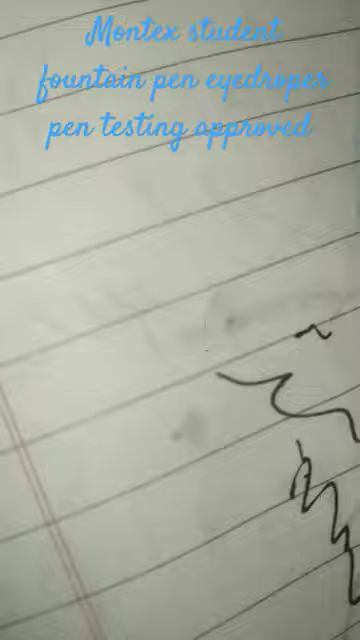 Montex student
fountain pen eyedroper
pen testing approved